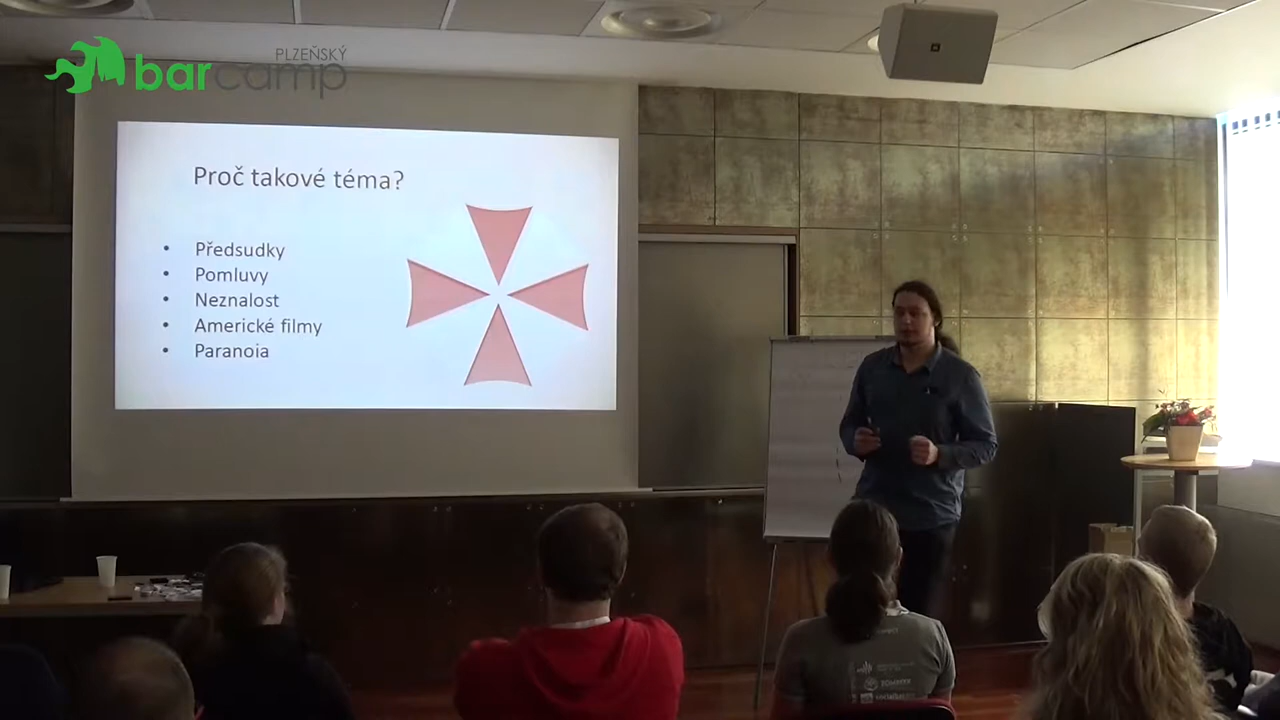 PLZEŇSKÝ
barcamp
Proč takové téma?
• Předsudky
• Pomluvy
• Neznalost
• Americké filmy
• Paranoia